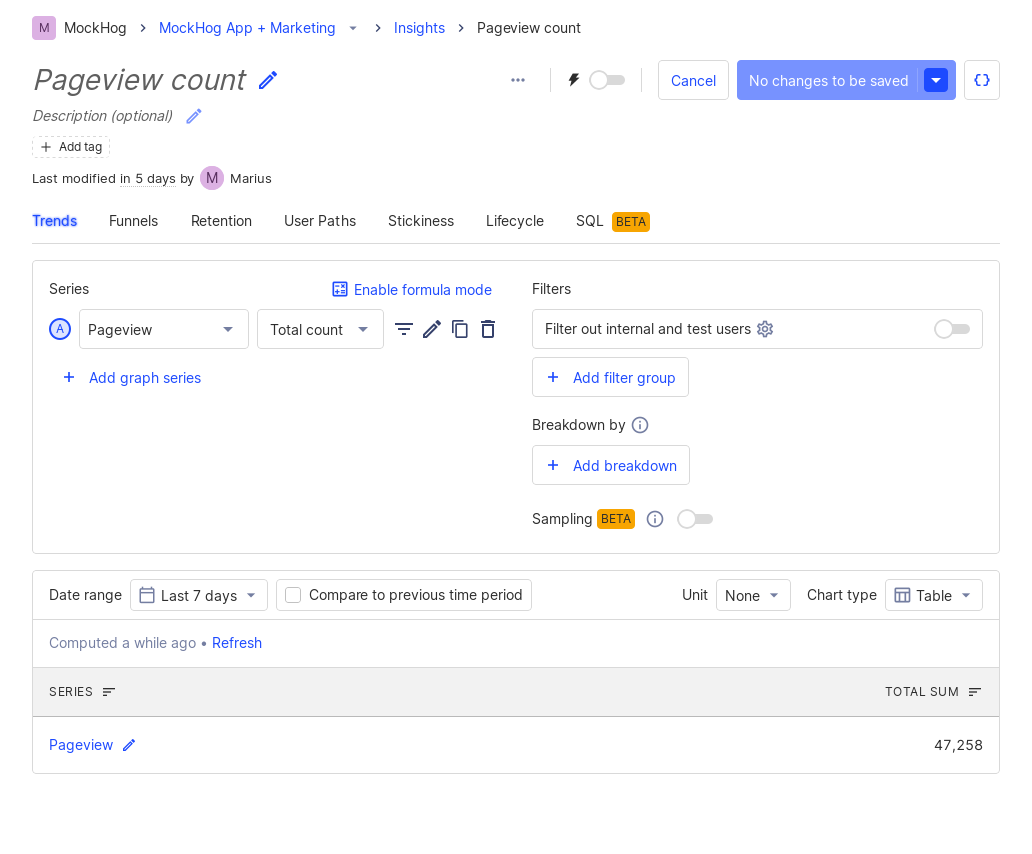 M MockHog MockHog App + Marketing Insights Pageview count
Pageview count
Cancel No changes to be saved
Description (optional)
Add tag
Last modified in 5 days by M Marius
Trends Funnels Retention User Paths Stickiness Lifecycle SQL BETA
Series Enable formula mode Filters
A Pageview Total count Filter out internal and test users
Add graph series Add filter group
Breakdown by
Add breakdown
Sampling BETA
Date range Last 7 days Compare to previous time period Unit None Chart type Table
Computed a while ago • Refresh
SERIES TOTAL SUM
Pageview 47,258